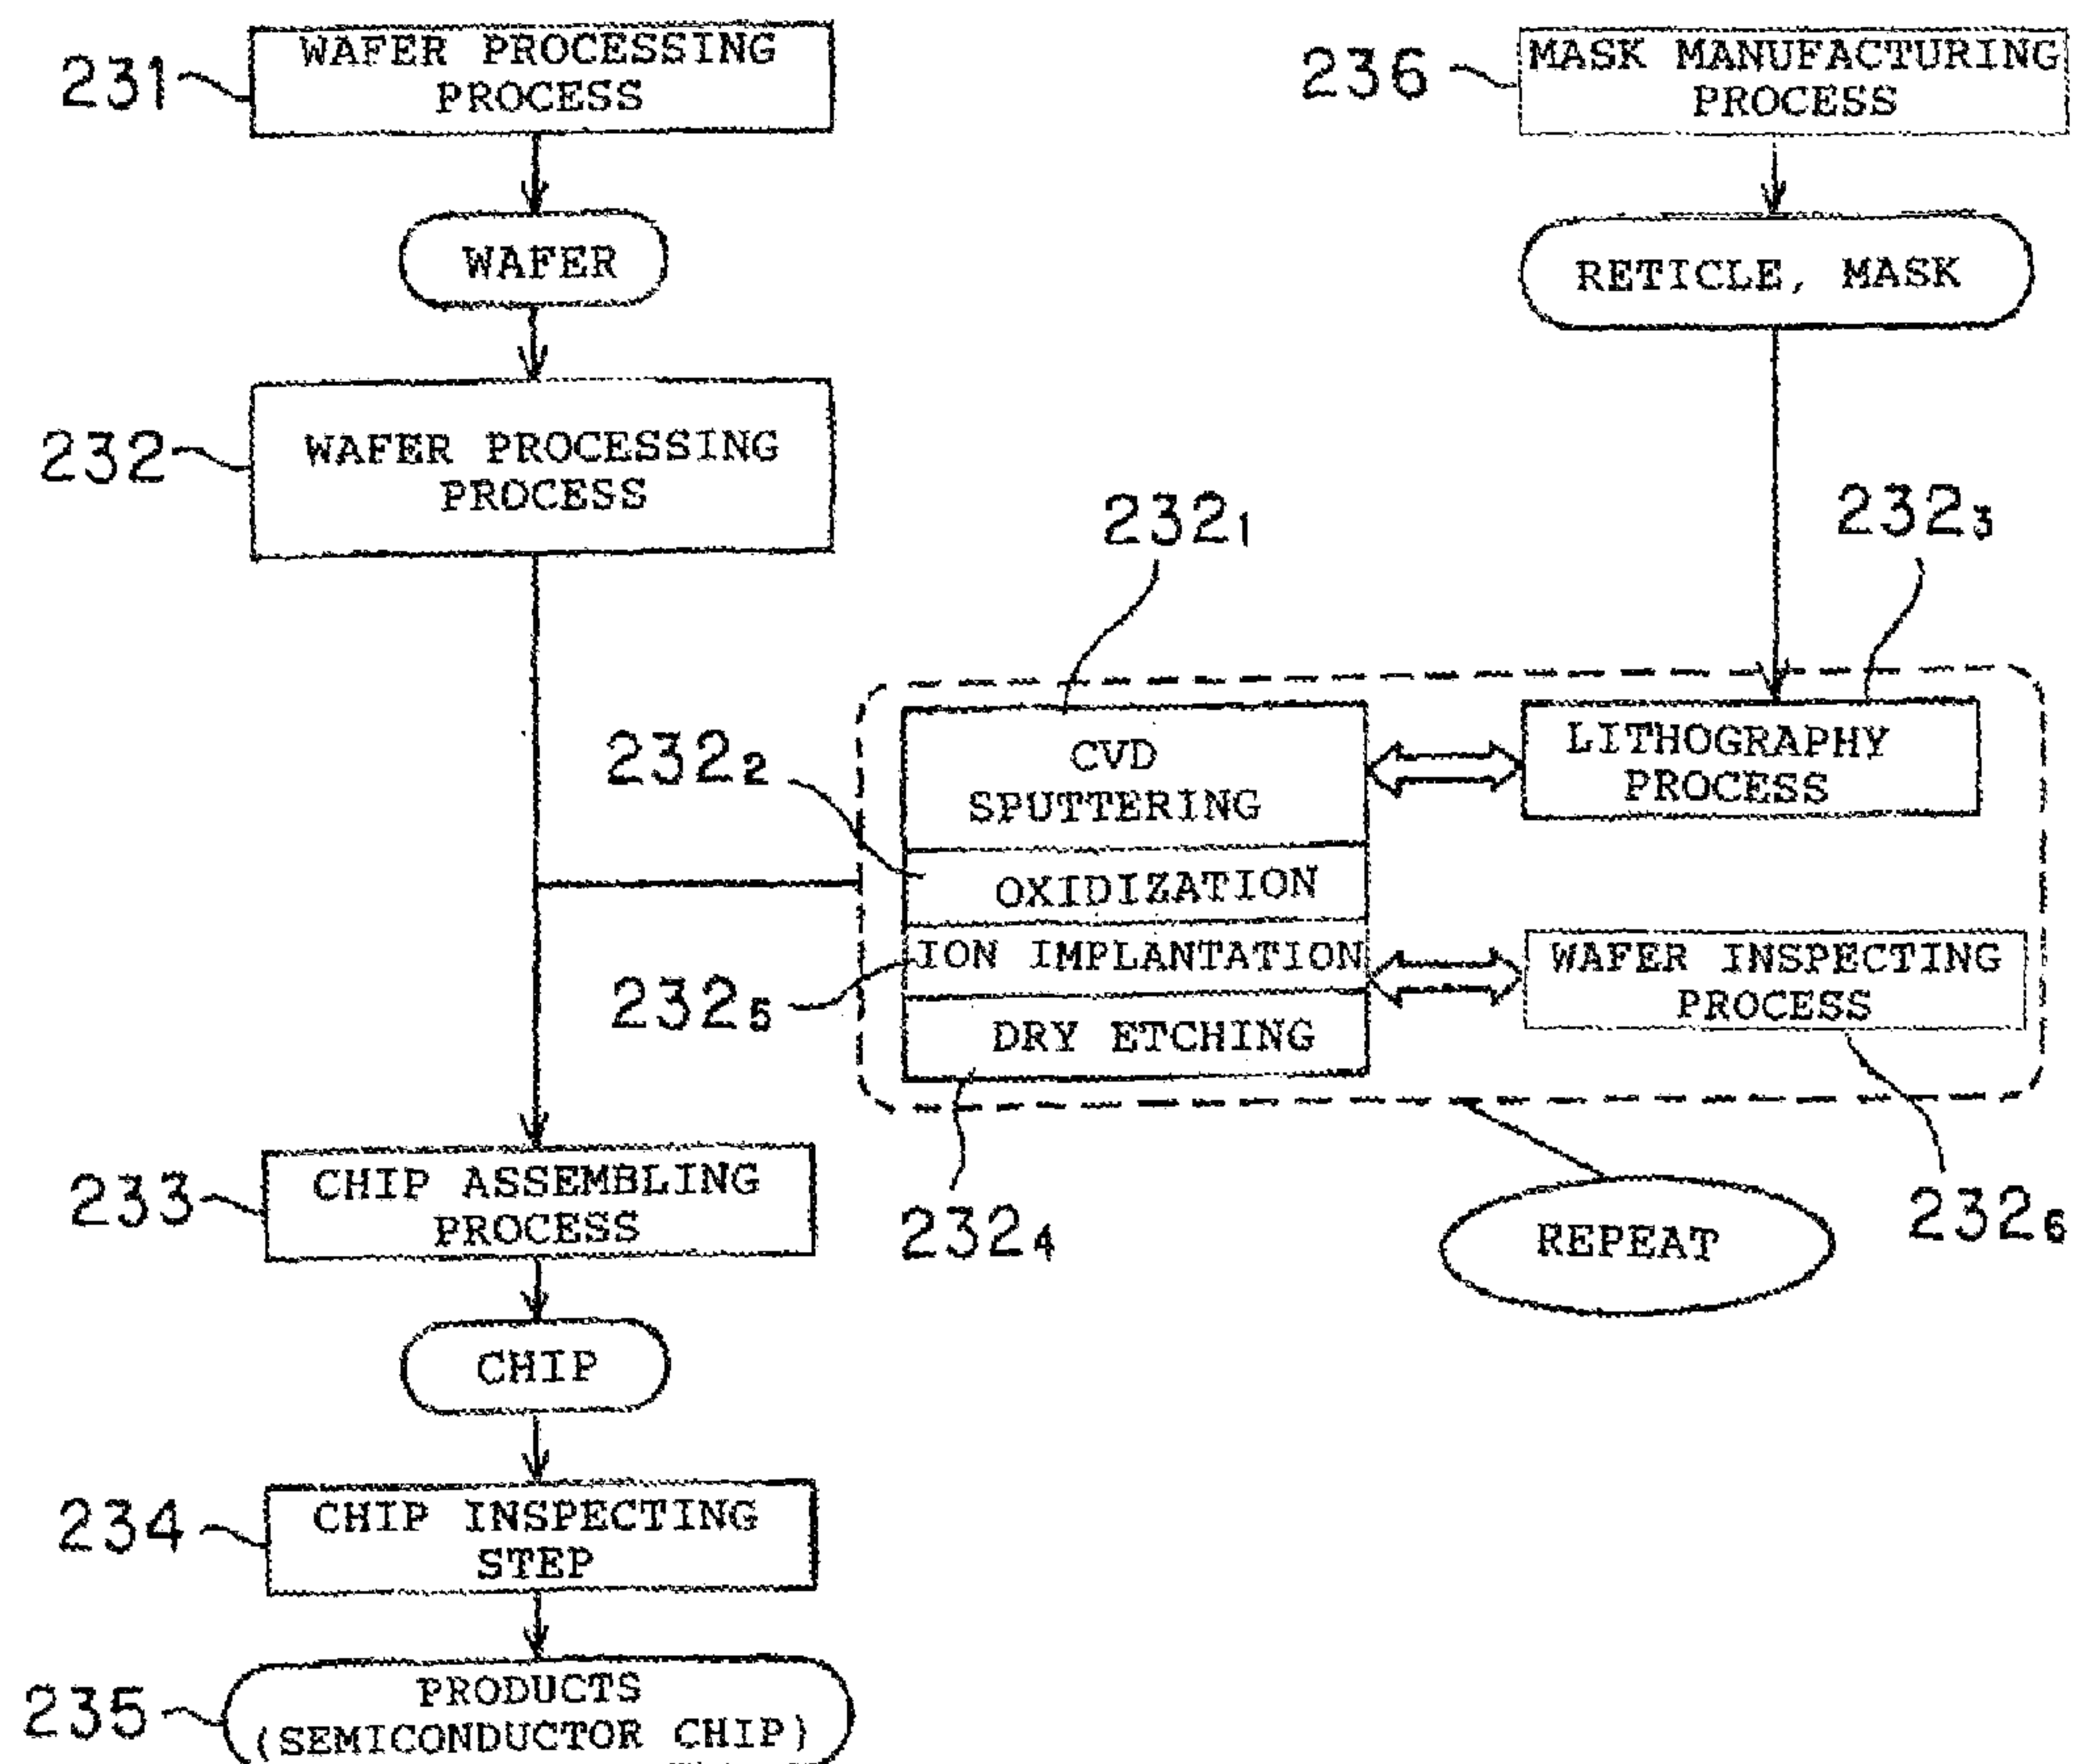 231
WAFER PROCESSING
PROCESS
WAFER
232
WAFER PROCESSING
PROCESS
236
MASK MANUFACTURING
PROCESS
RETICLE, MASK
232₁
232₃
232₂
CVD
SPUTTERING
OXIDIZATION
ION IMPLANTATION
DRY ETCHING
LITHOGRAPHY
PROCESS
WAFER INSPECTING
PROCESS
232₅
232₄
232₆
REPEAT
233
CHIP ASSEMBLING
PROCESS
CHIP
234
CHIP INSPECTING
STEP
235
PRODUCTS
(SEMICONDUCTOR CHIP)